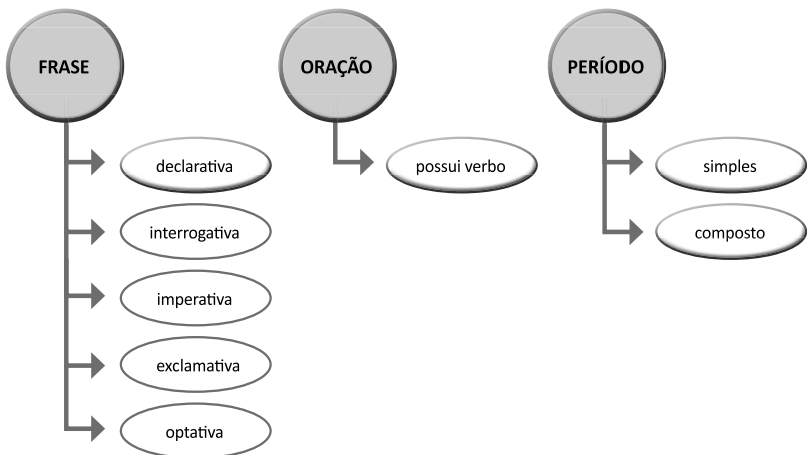 FRASE
declarativa
interrogativa
imperativa
exclamativa
optativa
ORAÇÃO
possui verbo
PERÍODO
simples
composto